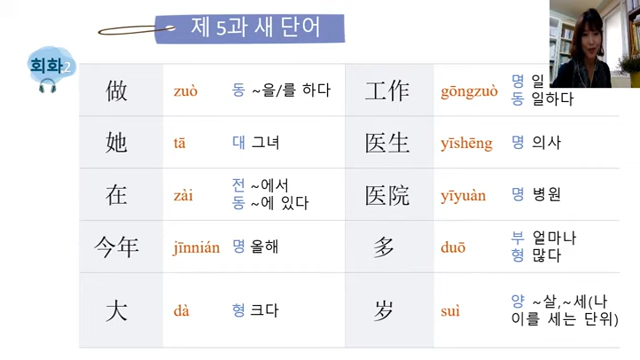 제 5과 새 단어
회화2
做 zuò 동 ~을/를 하다
工作 gōngzuò 명 일
동 일하다
她 tā 대 그녀
医生 yīshēng 명 의사
在 zài 전 ~에서
동 ~에 있다
医院 yīyuàn 명 병원
今年 jīnnián 명 올해
多 duō 부 얼마나
형 많다
大 dà 형 크다
岁 suì 양 ~살,~세(나
이를 세는 단위)